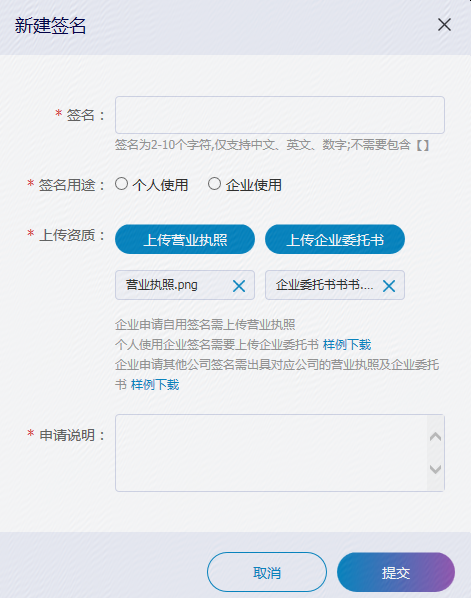 新建签名
* 签名：
签名为2-10个字符,仅支持中文、英文、数字;不需要包含【】
* 签名用途： 个人使用 企业使用
* 上传资质： 上传营业执照 上传企业委托书
营业执照.png 企业委托书书书....
企业申请自用签名需上传营业执照
个人使用企业签名需要上传企业委托书 样例下载
企业申请其他公司签名需出具对应公司的营业执照及企业委托
书 样例下载
* 申请说明：
取消 提交